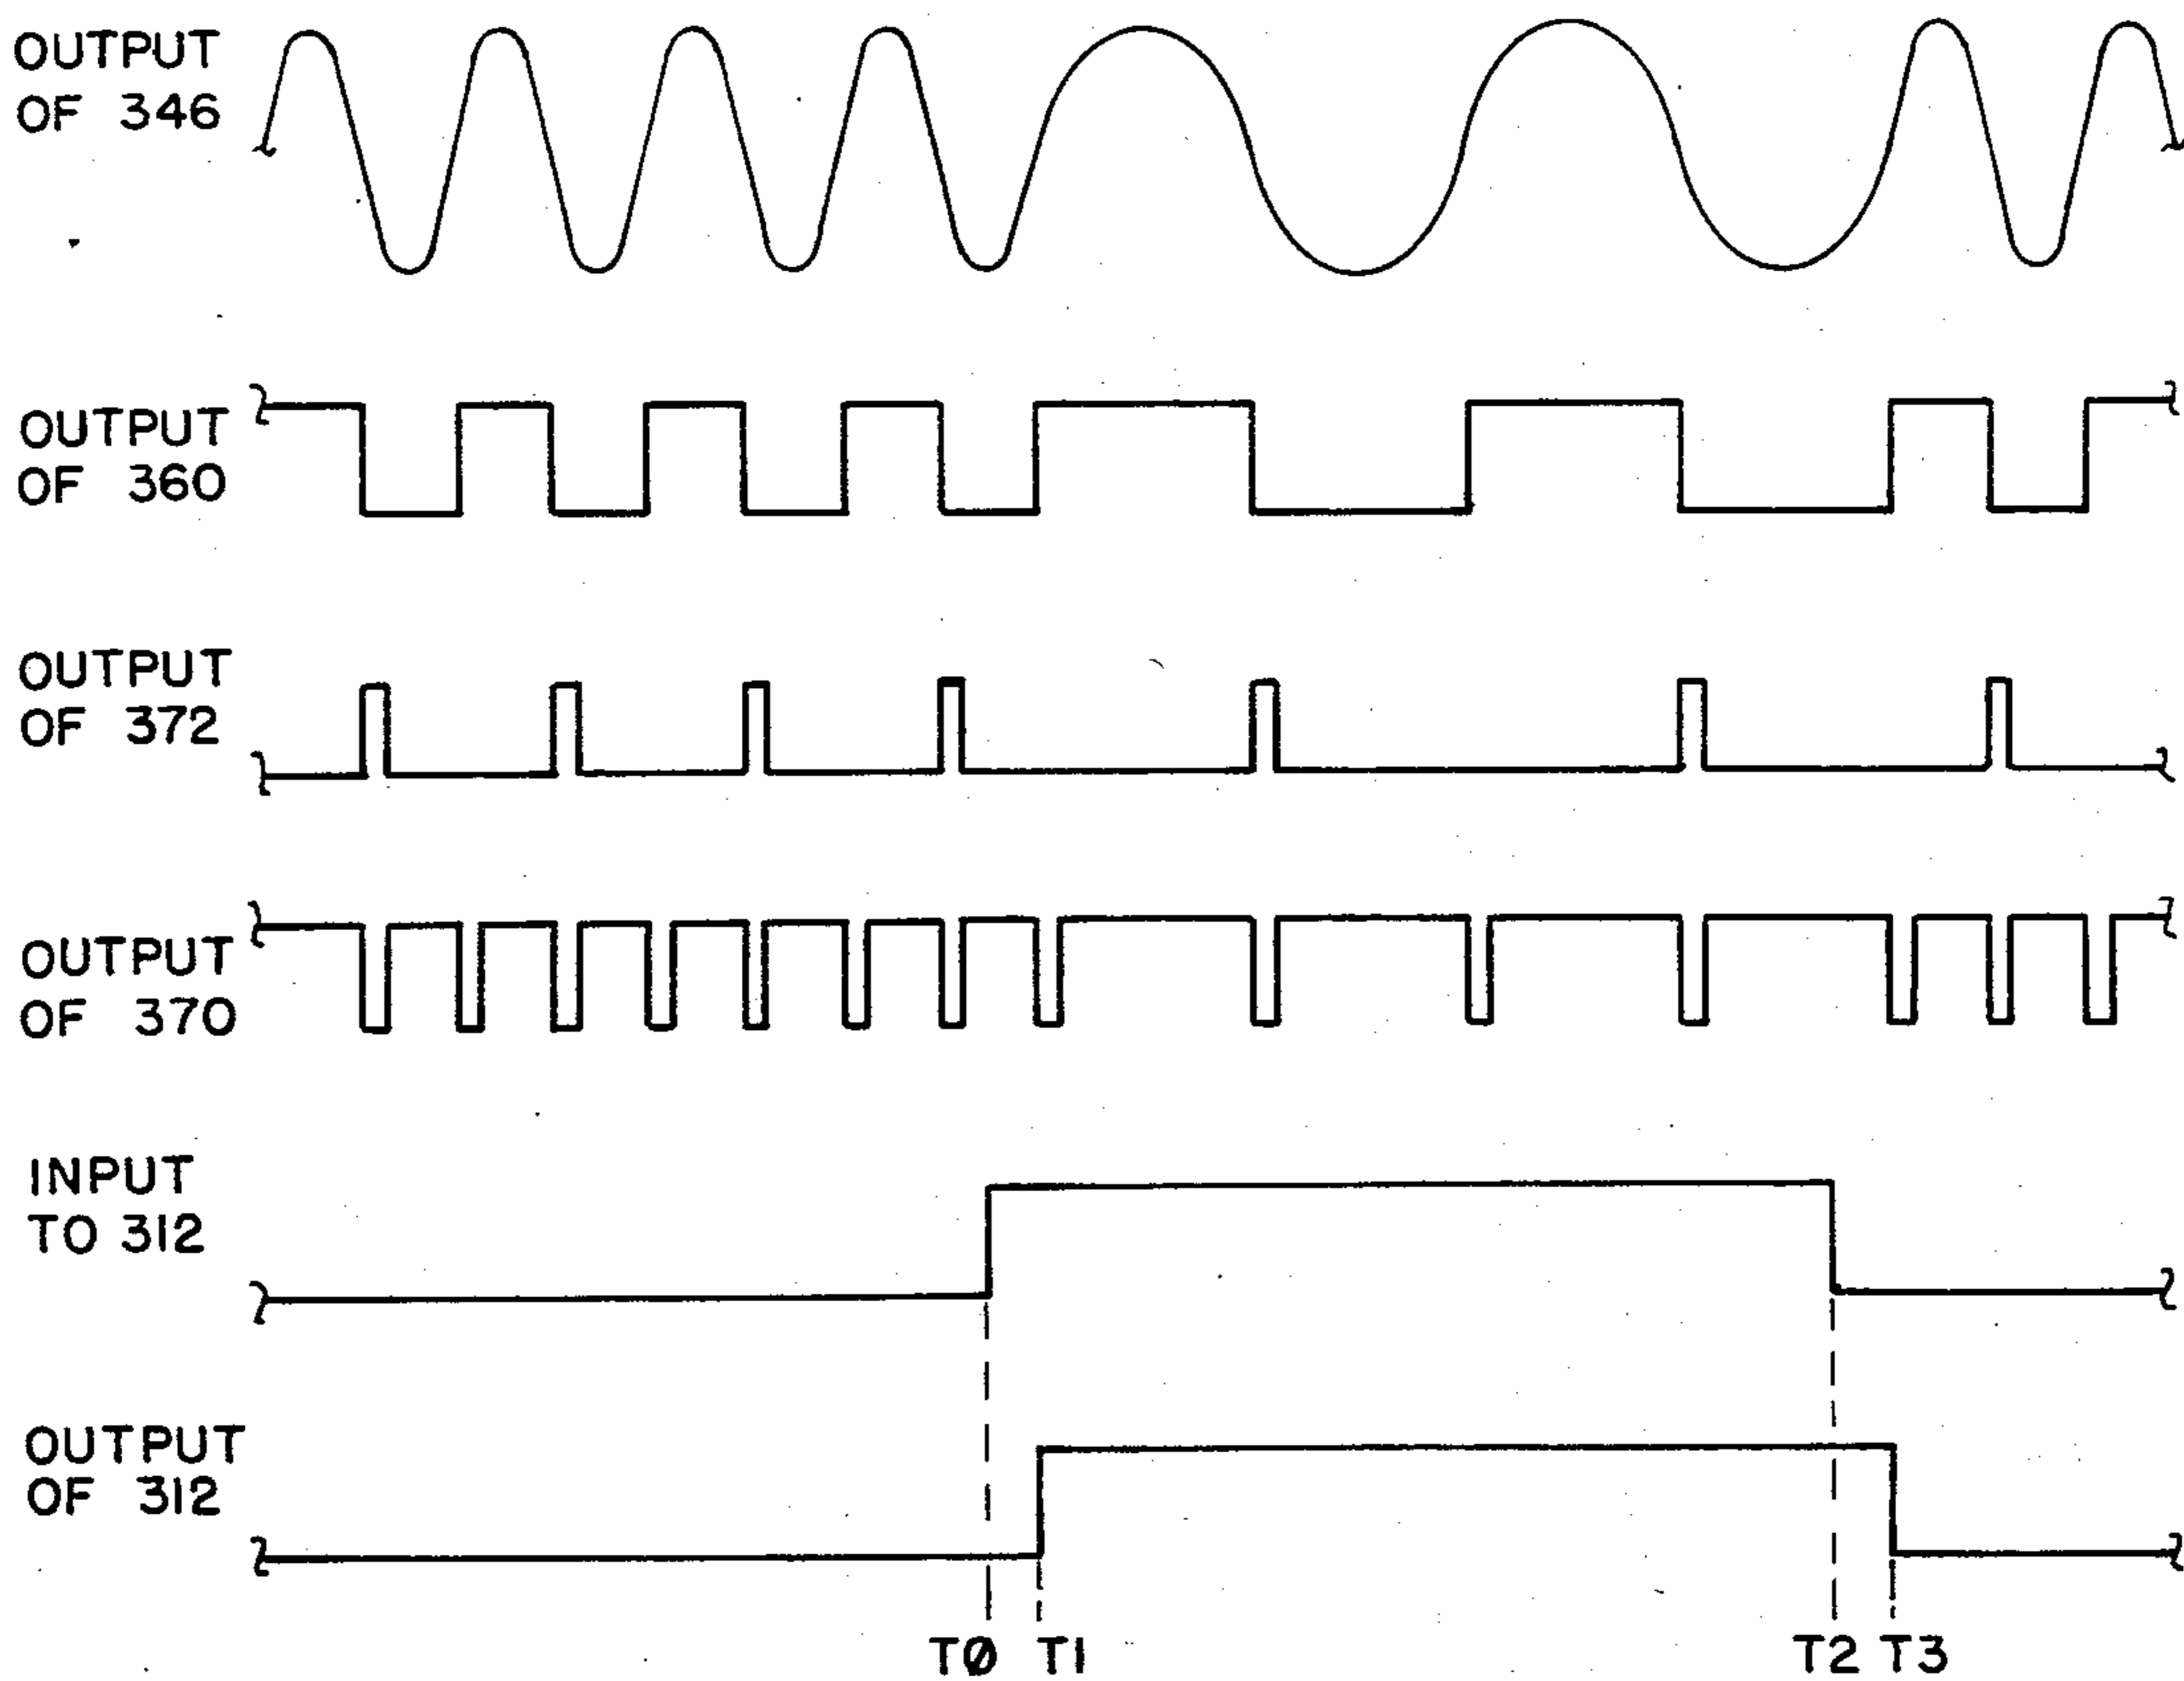 OUTPUT
OF 346
OUTPUT
OF 360
OUTPUT
OF 372
OUTPUT
OF 370
INPUT
TO 312
OUTPUT
OF 312
TØ T1 T2 T3